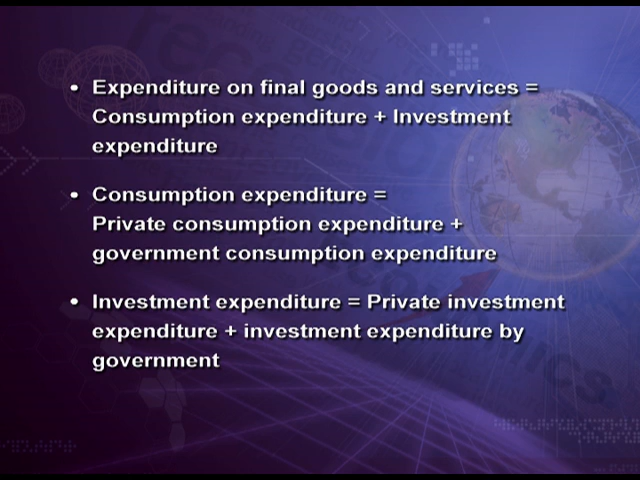 • Expenditure on final goods and services =
Consumption expenditure + Investment
expenditure
• Consumption expenditure =
Private consumption expenditure +
government consumption expenditure
• Investment expenditure = Private investment
expenditure + investment expenditure by
government